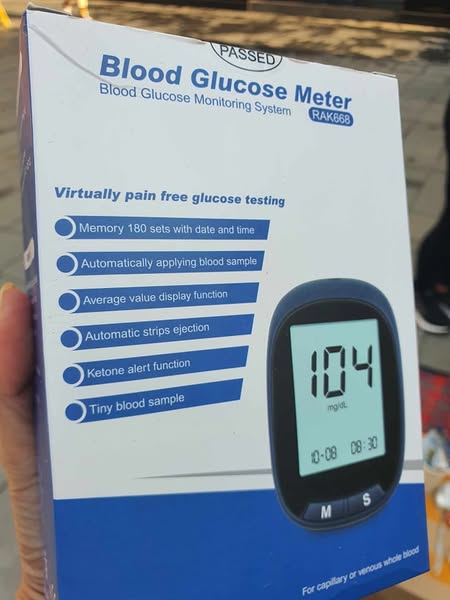 PASSED
Blood Glucose Meter
Blood Glucose Monitoring System
RAK668
Virtually pain free glucose testing
Memory 180 sets with date and time
Automatically applying blood sample
Average value display function
Automatic strips ejection
Ketone alert function
Tiny blood sample
104
mg/dL
10-08 08:30
M S
For capillary or venous whole blood